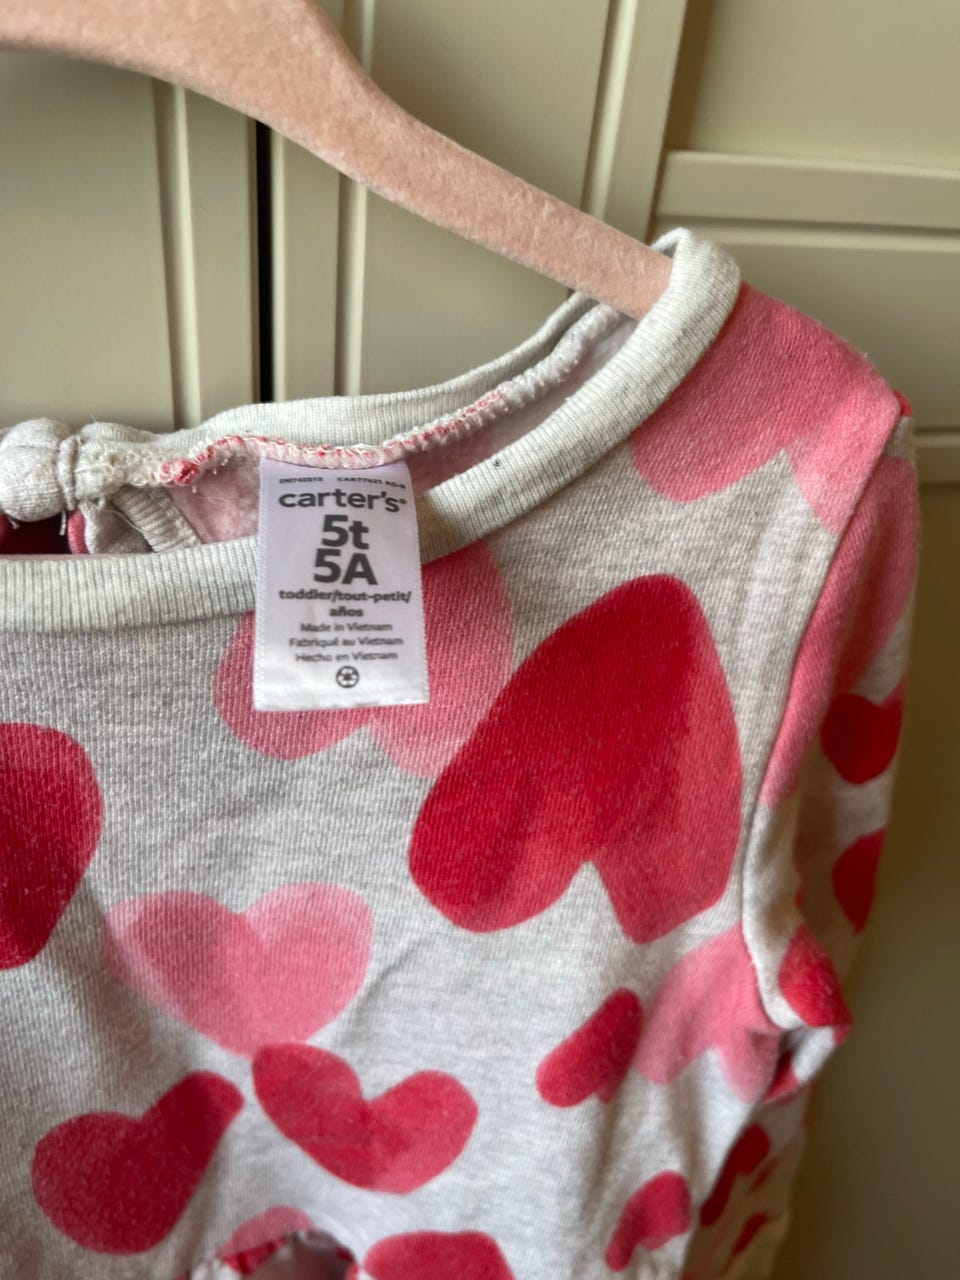 carter's®
5t
5A
toddler/tout-petit/
años
Made in Vietnam
Fabriqué au Vietnam
Hecho en Vietnam